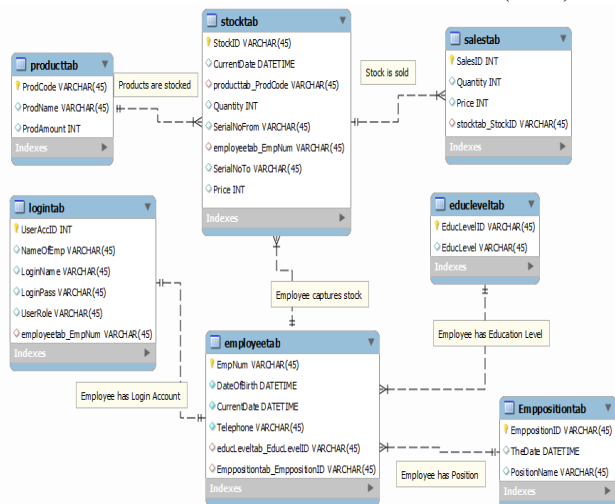 stocktab
StockID VARCHAR(45)
CurrentDate DATETIME
producttab_ProdCode VARCHAR(45)
Quantity INT
SerialNoFrom VARCHAR(45)
employeetab_EmpNum VARCHAR(45)
SerialNoTo VARCHAR(45)
Price INT
Indexes
salestab
SalesID INT
Quantity INT
Price INT
stocktab_StockID VARCHAR(45)
Indexes
producttab
ProdCode VARCHAR(45)
ProdName VARCHAR(45)
ProdAmount INT
Indexes
Products are stocked
Stock is sold
logintab
UserAccID INT
NameOfEmp VARCHAR(45)
LoginName VARCHAR(45)
LoginPass VARCHAR(45)
UserRole VARCHAR(45)
employeetab_EmpNum VARCHAR(45)
Indexes
educleveltab
EducLevelID VARCHAR(45)
EducLevel VARCHAR(45)
Indexes
Employee captures stock
Employee has Education Level
employeetab
EmpNum VARCHAR(45)
DateOfBirth DATETIME
CurrentDate DATETIME
Telephone VARCHAR(45)
educLeveltab_EducLevelID VARCHAR(45)
Emppositiontab_EmppositionID VARCHAR(45)
Indexes
Employee has Login Account
Emppositiontab
EmppositionID VARCHAR(45)
TheDate DATETIME
PositionName VARCHAR(45)
Indexes
Employee has Position